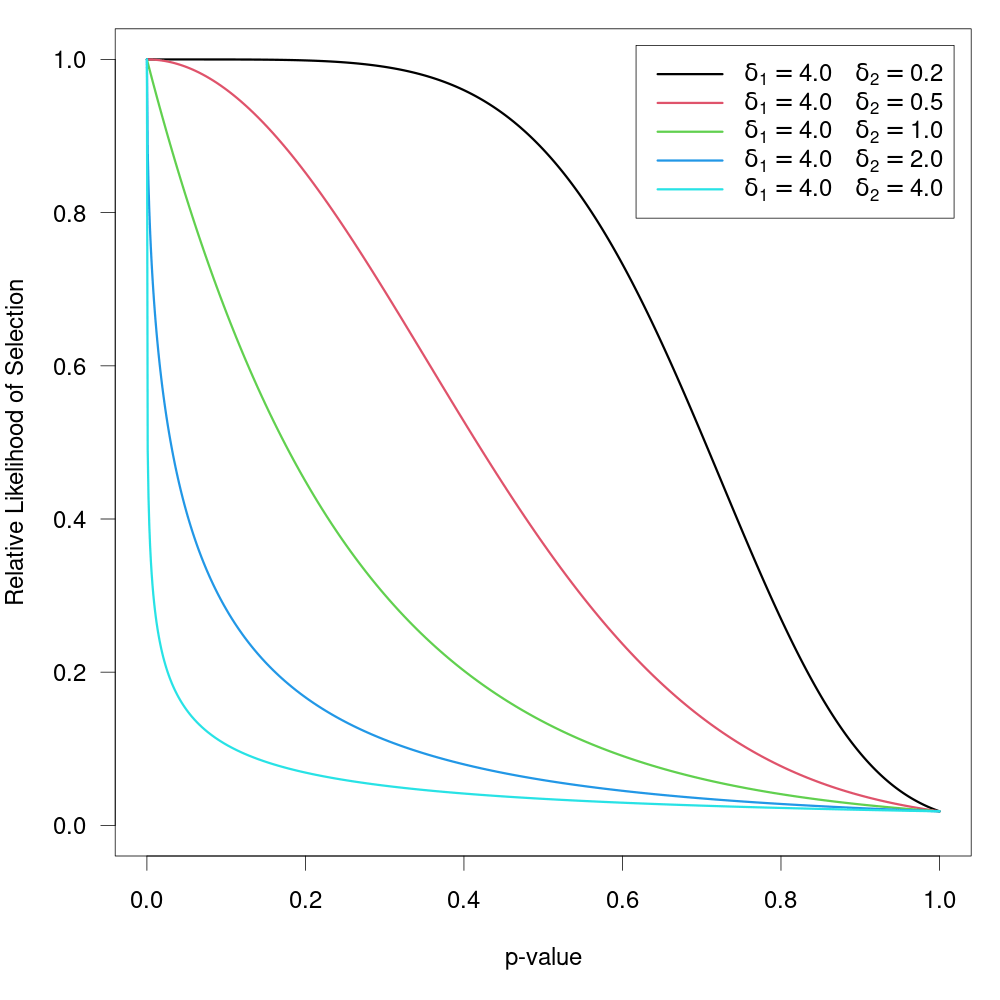 δ1 = 4.0 δ2 = 0.2
δ1 = 4.0 δ2 = 0.5
δ1 = 4.0 δ2 = 1.0
δ1 = 4.0 δ2 = 2.0
δ1 = 4.0 δ2 = 4.0
Relative Likelihood of Selection
1.0
0.8
0.6
0.4
0.2
0.0
0.0 0.2 0.4 0.6 0.8 1.0
p-value